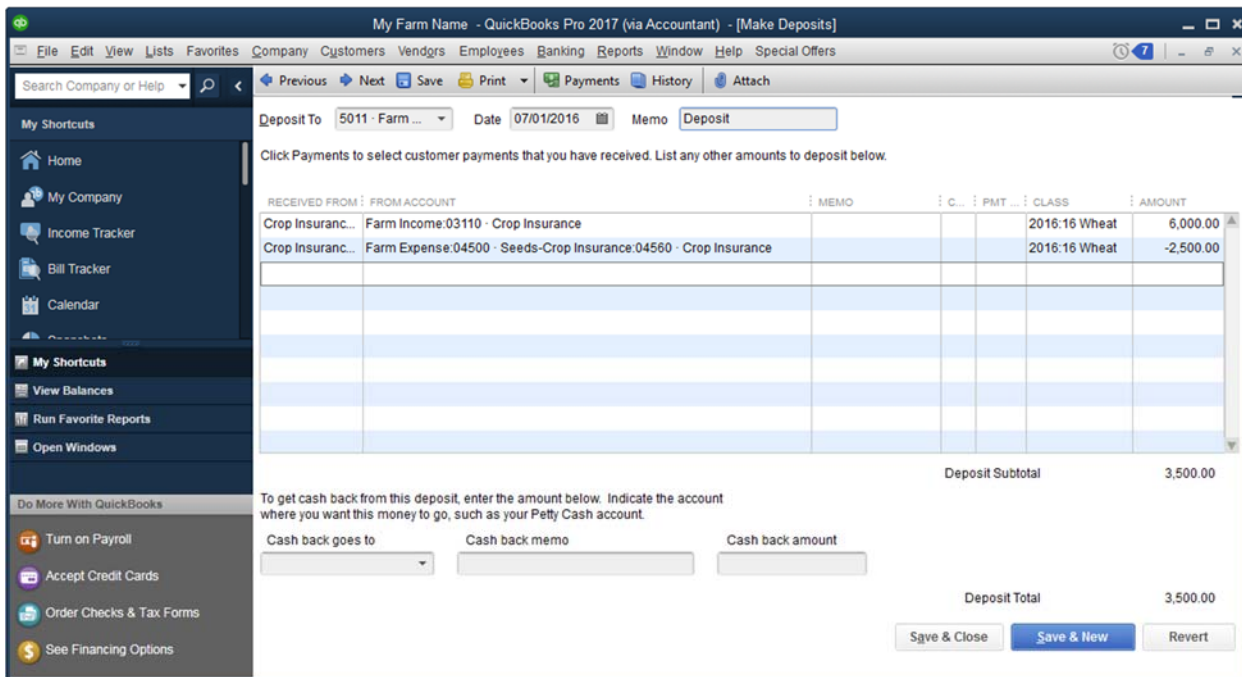 qb My Farm Name - QuickBooks Pro 2017 (via Accountant) - [Make Deposits]
File Edit View Lists Favorites Company Customers Vendors Employees Banking Reports Window Help Special Offers 7
Search Company or Help Previous Next Save Print Payments History Attach
My Shortcuts
Home
My Company
Income Tracker
Bill Tracker
31 Calendar
Snapshots
My Shortcuts
View Balances
Run Favorite Reports
Open Windows
Do More With QuickBooks
Turn on Payroll
Accept Credit Cards
Order Checks & Tax Forms
$ See Financing Options
Deposit To 5011 · Farm ... Date 07/01/2016 Memo Deposit
Click Payments to select customer payments that you have received. List any other amounts to deposit below.
RECEIVED FROM FROM ACCOUNT MEMO C... PMT ... CLASS AMOUNT
Crop Insuranc... Farm Income:03110 · Crop Insurance 2016:16 Wheat 6,000.00
Crop Insuranc... Farm Expense:04500 · Seeds-Crop Insurance:04560 · Crop Insurance 2016:16 Wheat -2,500.00
Deposit Subtotal 3,500.00
To get cash back from this deposit, enter the amount below. Indicate the account
where you want this money to go, such as your Petty Cash account.
Cash back goes to Cash back memo Cash back amount
Deposit Total 3,500.00
Save & Close Save & New Revert